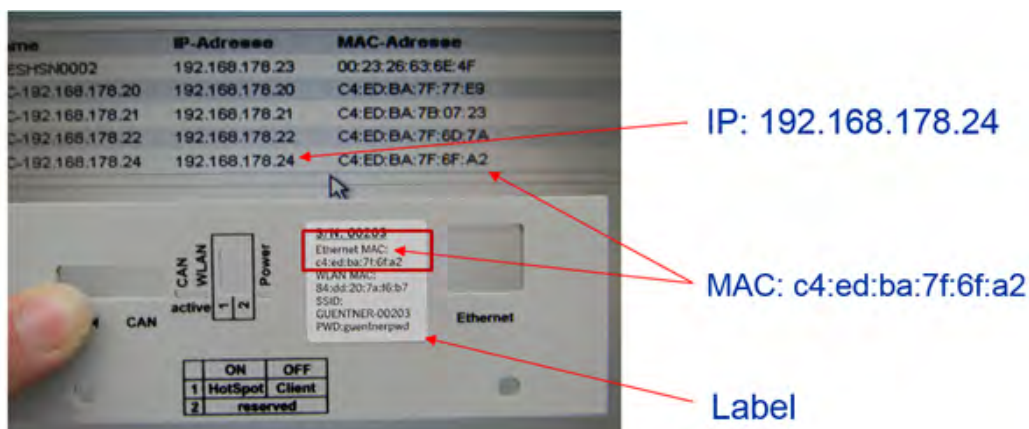 ame IP-Adresse MAC-Adresse
ESHSN0002 192.168.178.23 00:23:26:63:6E:4F
C-192.168.178.20 192.168.178.20 C4:ED:BA:7F:77:E9
C-192.168.178.21 192.168.178.21 C4:ED:BA:7B:07:23
C-192.168.178.22 192.168.178.22 C4:ED:BA:7F:6D:7A
C-192.168.178.24 192.168.178.24 C4:ED:BA:7F:6F:A2
IP: 192.168.178.24
MAC: c4:ed:ba:7f:6f:a2
Label
S/N: 00203
Ethernet MAC:
c4:ed:ba:7f:6f:a2
WLAN MAC:
84:dd:20:7a:f6:b7
SSID:
GUENTNER-00203
PWD:guentnerpwd
CAN
WLAN
Power
active 1 2
CAN
Ethernet
ON OFF
1 HotSpot Client
2 reserved